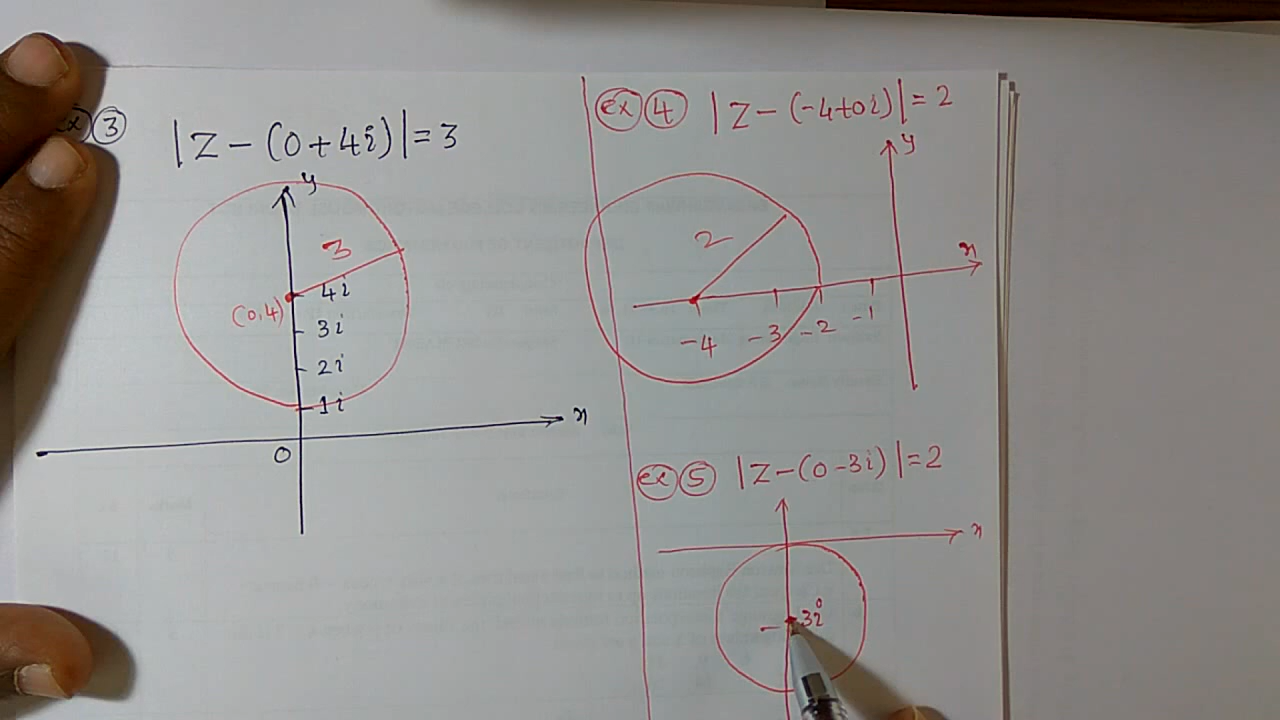 ex 3 |Z-(0+4i)|=3
y
3
4i
(0,4)
3i
2i
1i
x
0
ex 4 |Z-(-4+0i)|=2
y
2
x
-4 -3 -2 -1
ex 5 |Z-(0-3i)|=2
x
-3i